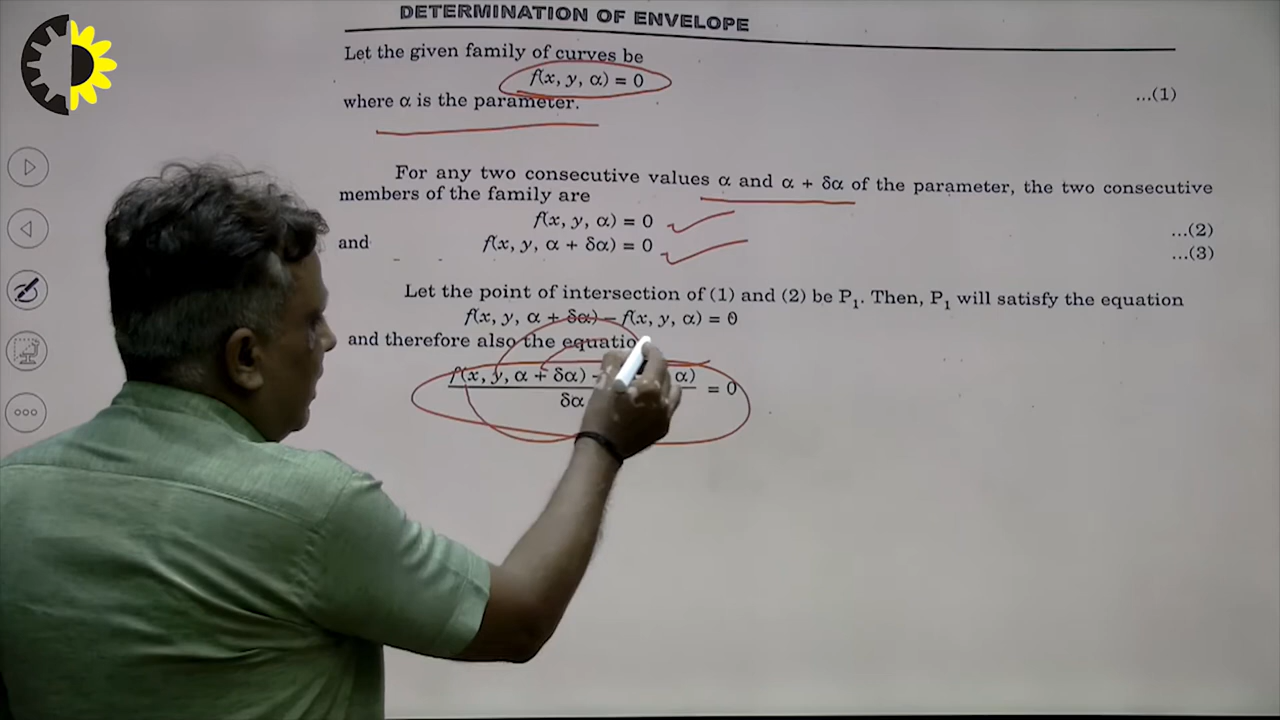 DETERMINATION OF ENVELOPE
Let the given family of curves be
f(x, y, α) = 0 ...(1)
where α is the parameter.
For any two consecutive values α and α + δα of the parameter, the two consecutive
members of the family are
f(x, y, α) = 0 ...(2)
and f(x, y, α + δα) = 0 ...(3)
Let the point of intersection of (1) and (2) be P₁. Then, P₁ will satisfy the equation
f(x, y, α + δα) – f(x, y, α) = 0
and therefore also the
f(x, y, α + δα) – α) = 0
δα